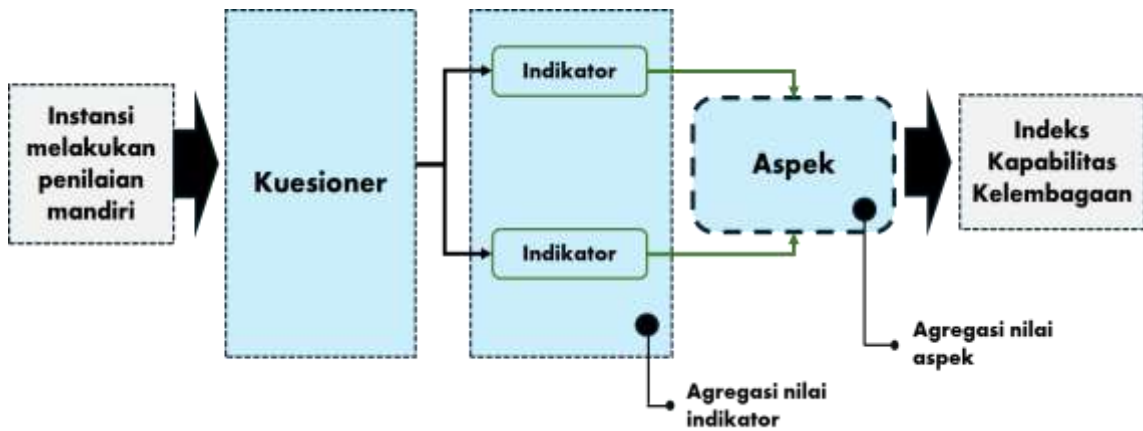 Instansi
melakukan
penilaian
mandiri
Kuesioner
Indikator
Indikator
Aspek
Indeks
Kapabilitas
Kelembagaan
Agregasi nilai
aspek
Agregasi nilai
indikator